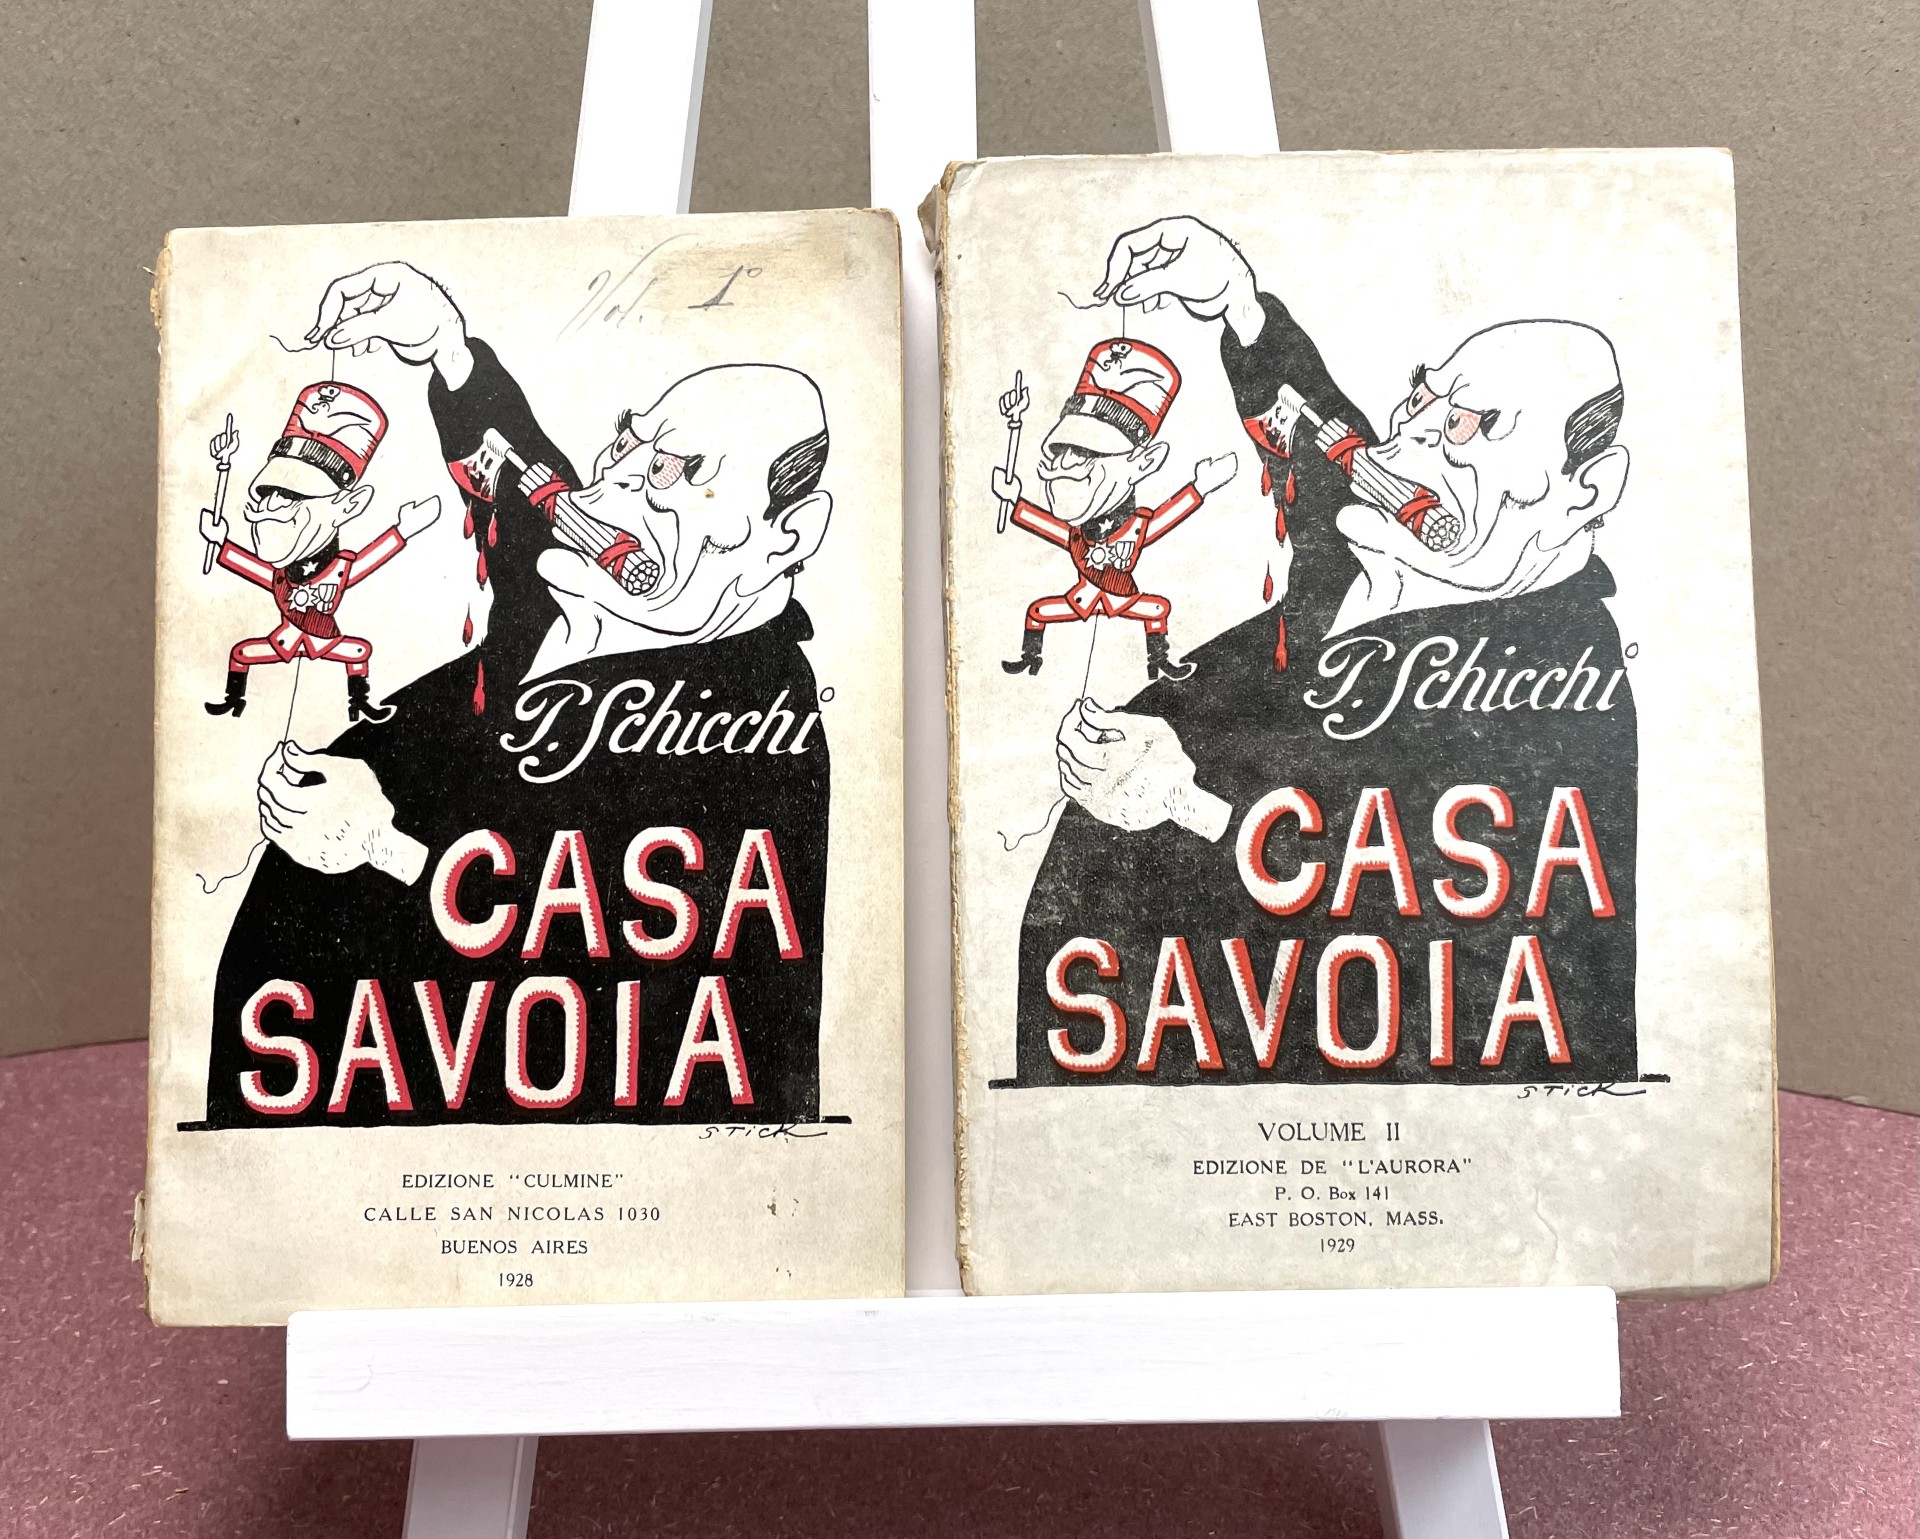 Vol. 1º
P. Schicchi
CASA
SAVOIA
STICK
EDIZIONE "CULMINE"
CALLE SAN NICOLAS 1030
BUENOS AIRES
1928
P. Schicchi
CASA
SAVOIA
STICK
VOLUME II
EDIZIONE DE "L'AURORA"
P. O. Box 141
EAST BOSTON, MASS.
1929